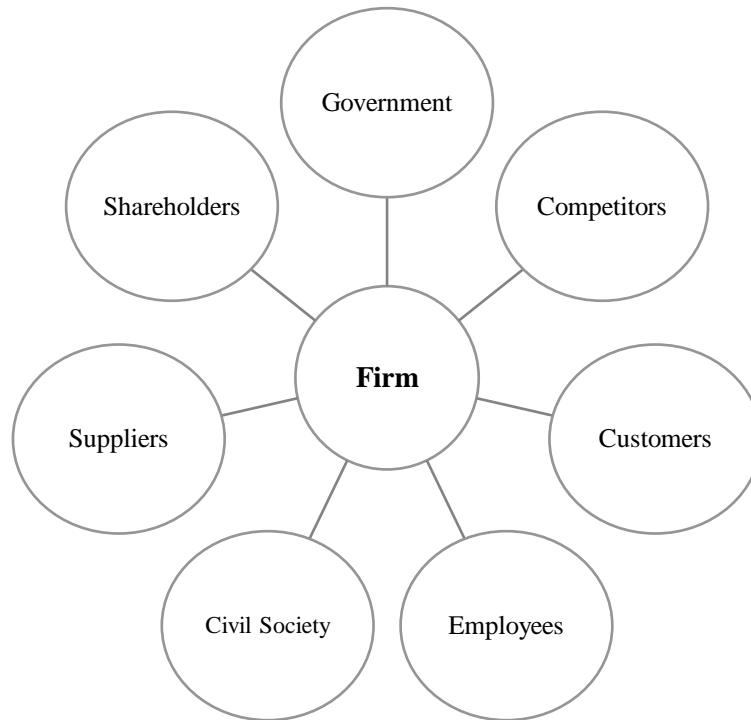 Government
Shareholders
Competitors
Firm
Suppliers
Customers
Civil Society
Employees